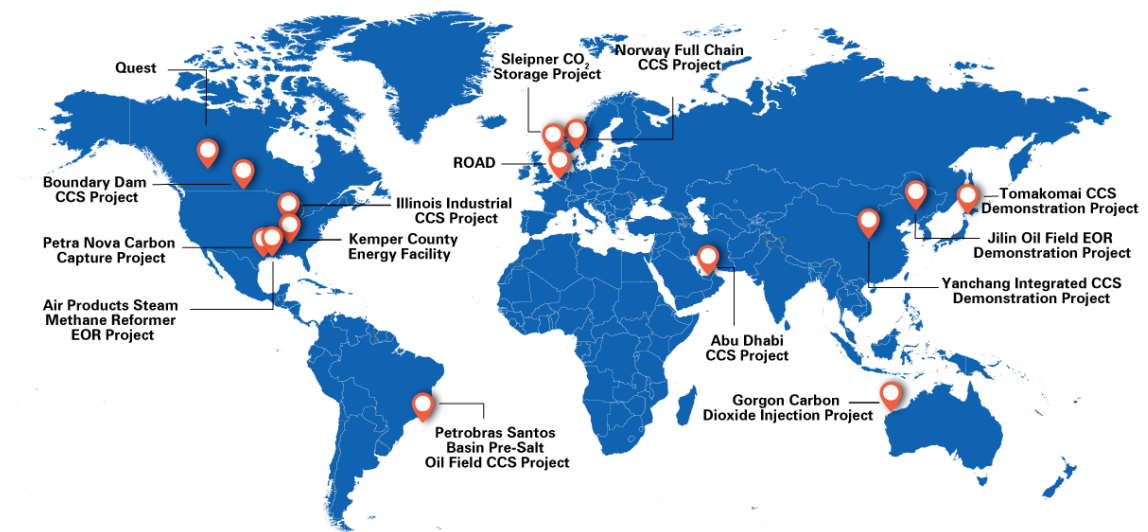 Quest
Sleipner CO2
Storage Project
Norway Full Chain
CCS Project
ROAD
Boundary Dam
CCS Project
Illinois Industrial
CCS Project
Tomakomai CCS
Demonstration Project
Petra Nova Carbon
Capture Project
Kemper County
Energy Facility
Jilin Oil Field EOR
Demonstration Project
Yanchang Integrated CCS
Demonstration Project
Air Products Steam
Methane Reformer
EOR Project
Abu Dhabi
CCS Project
Gorgon Carbon
Dioxide Injection Project
Petrobras Santos
Basin Pre-Salt
Oil Field CCS Project